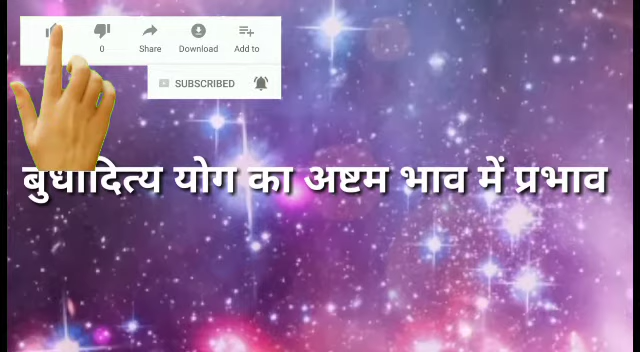 0 Share Download Add to
SUBSCRIBED
बुधादित्य योग का अष्टम भाव में प्रभाव